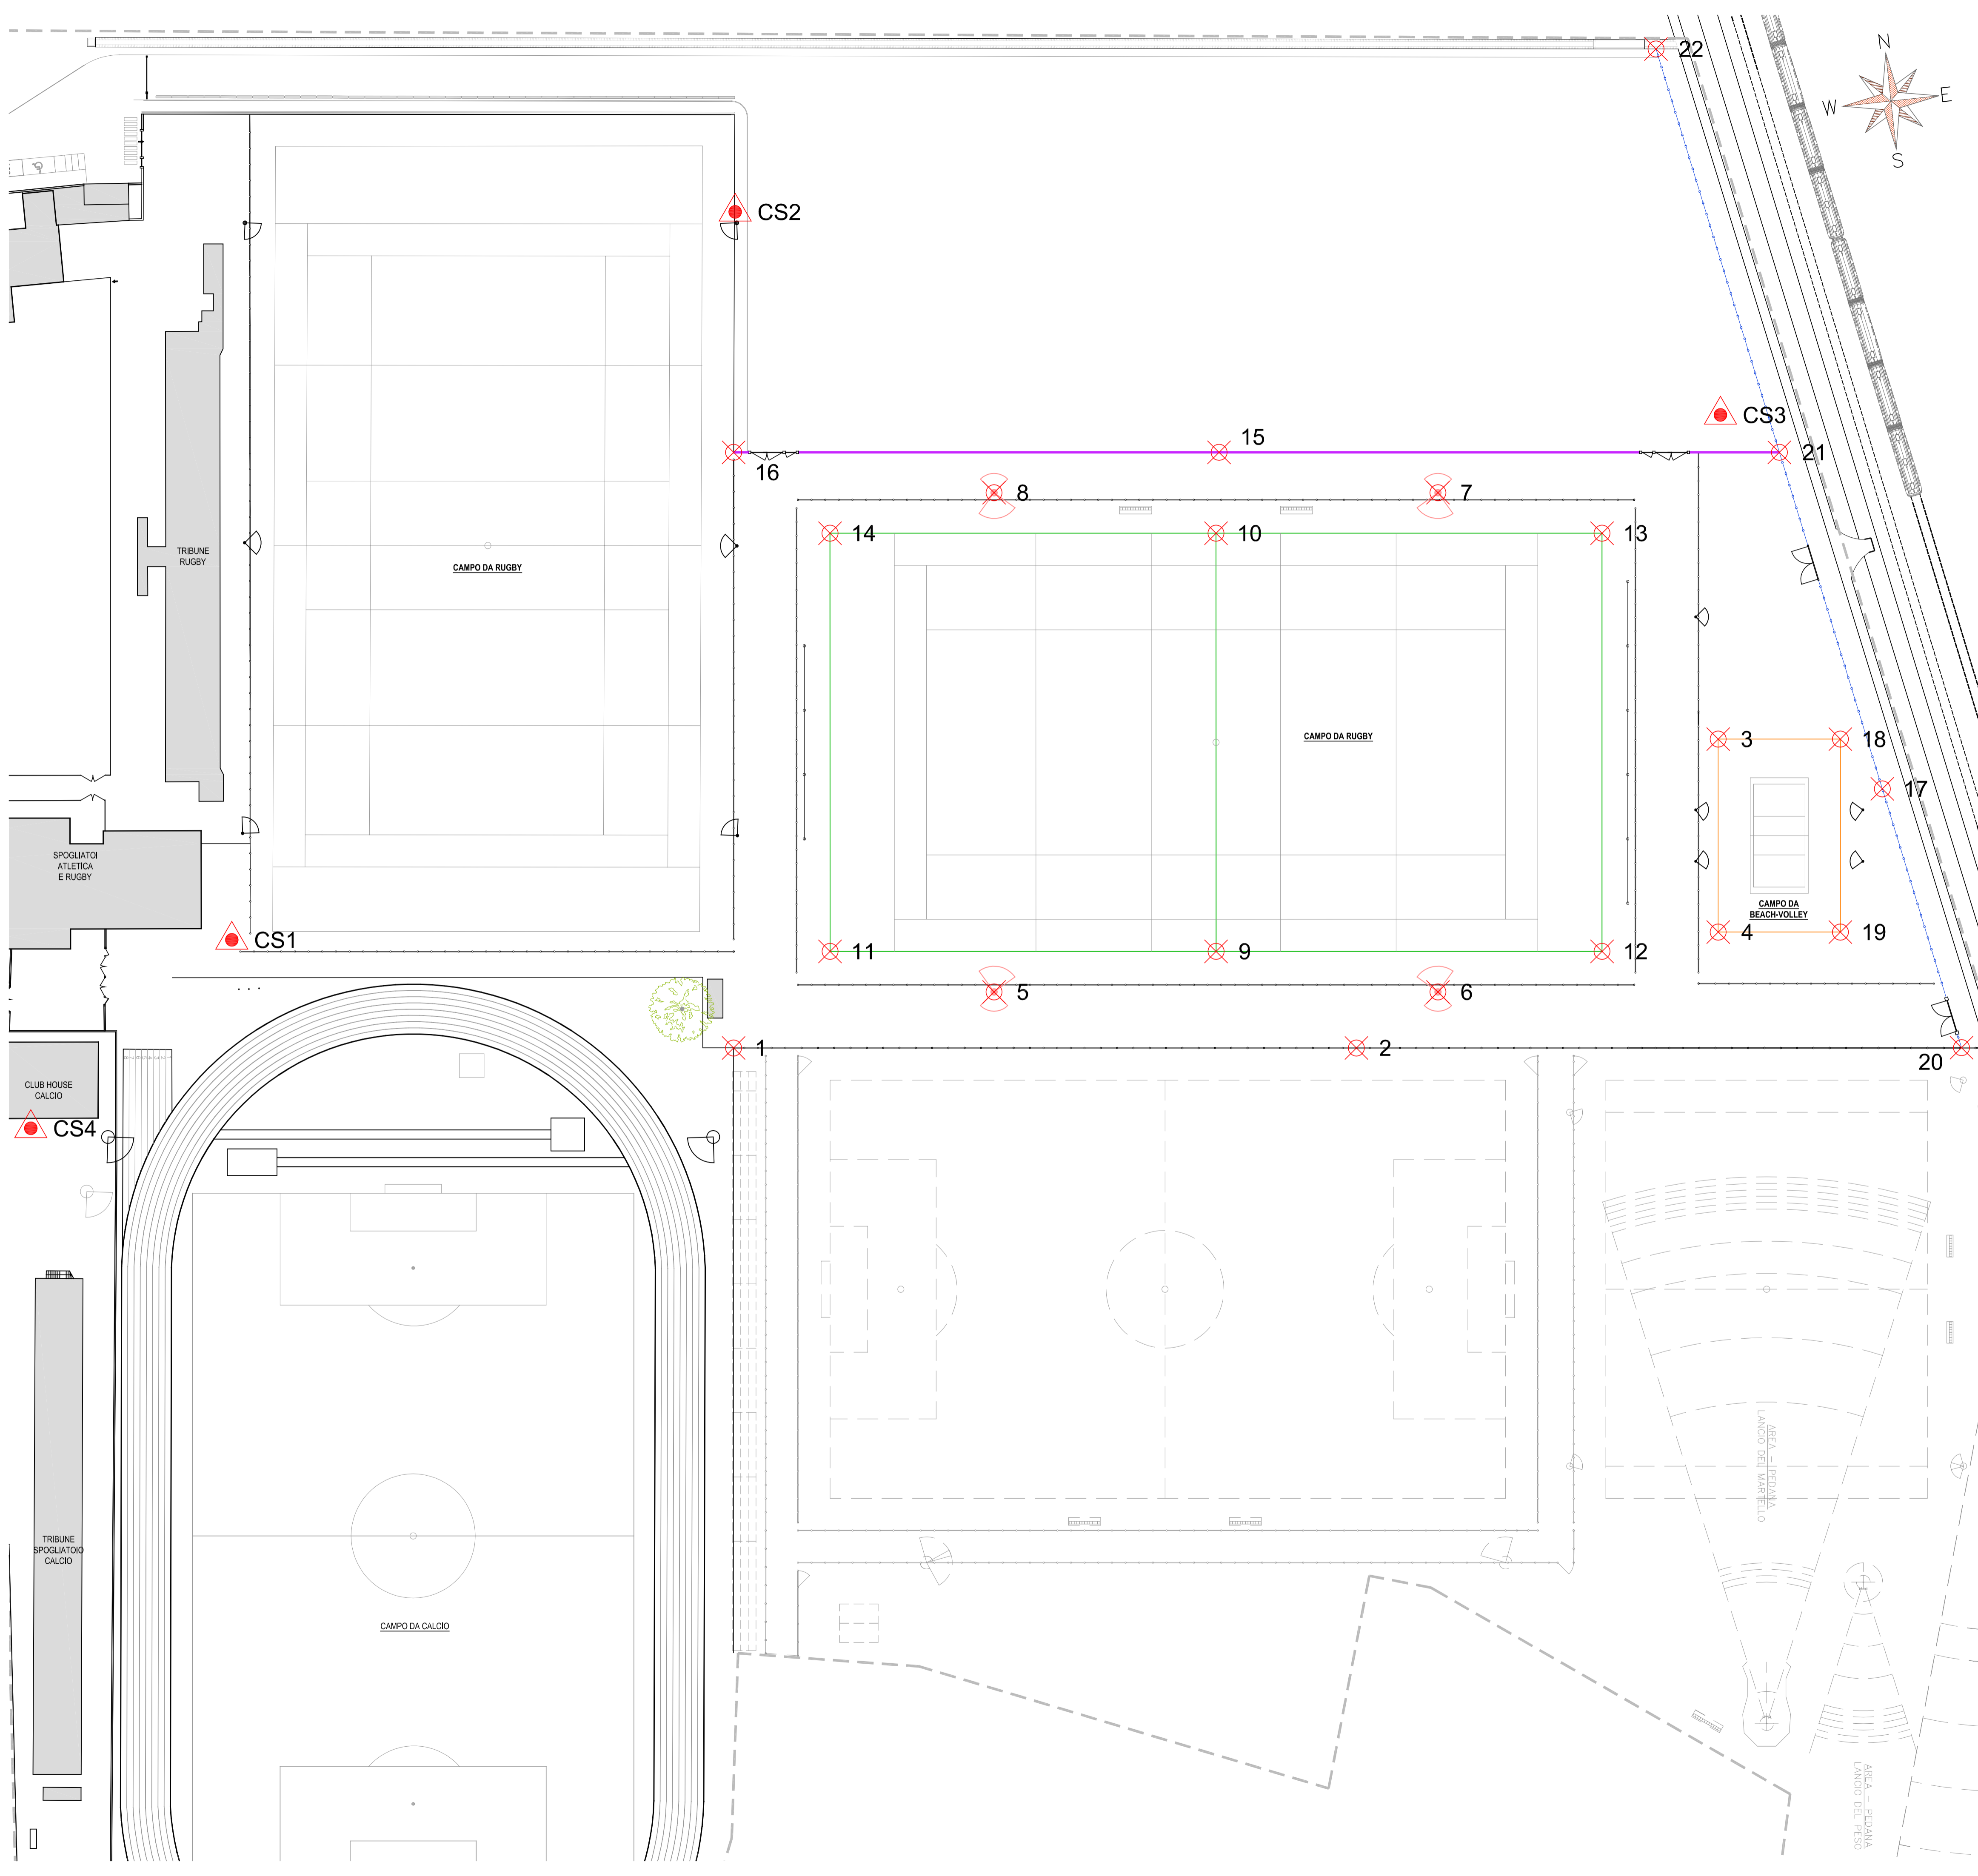 22
N
W
E
S
CS2
CS3
15
16
21
8
7
14
10
13
TRIBUNE
RUGBY
CAMPO DA RUGBY
CAMPO DA RUGBY
3
18
17
SPOGLIATOI
ATLETICA
E RUGBY
CAMPO DA
BEACH-VOLLEY
4
19
CS1
11
9
12
5
6
1
2
20
CLUB HOUSE
CALCIO
CS4
AREA - PEDANA
LANCIO DEL MARTELLO
TRIBUNE
SPOGLIATOIO
CALCIO
CAMPO DA CALCIO
AREA - PEDANA
LANCIO DEL PESO